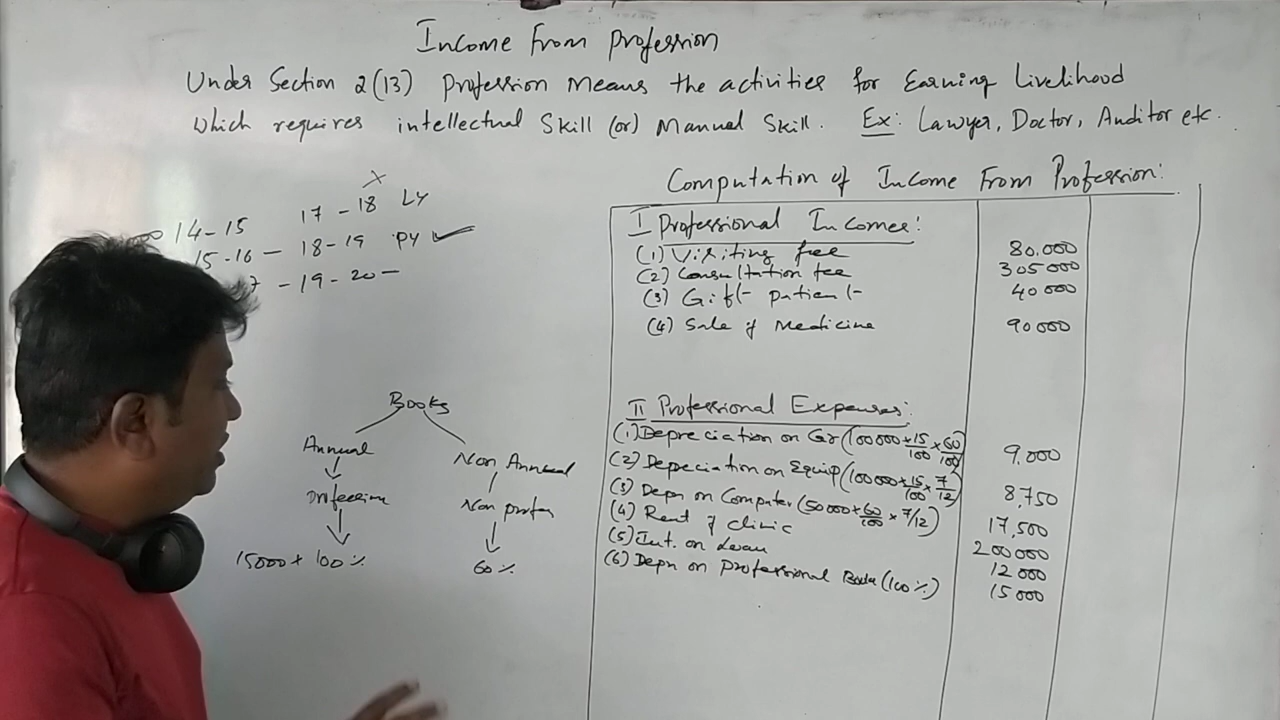 Income From Profession
Under Section 2(13) Profession Means the activities for Earning Livelihood
Which requires intellectual Skill (or) Manual Skill. Ex: Lawyer, Doctor, Auditor etc.
X
14-15 17-18 LY
15-16 - 18-19 PY ✓
7 - 19-20 -
Books
Annual Non Annual
Profession
15000 × 100% 60%
Computation of Income From Profession:
I Professional Incomes:
(1) Visiting fee 80,000
(2) Consultation fee 305000
(3) Gift - patient - 40000
(4) Sale of Medicine 90000
II Professional Expenses:
(1) Depreciation on Car (100000 × 15/100 × 60/100) 9,000
(2) Depeciation on Equip (100000 × 15/100 × 7/12) 8,750
(3) Depn on Computer (50000 × 60/100 × 7/12) 17,500
(4) Rent of clinic 200000
(5) Int. on Loan 12000
(6) Depn on Professional Books (100%) 15000